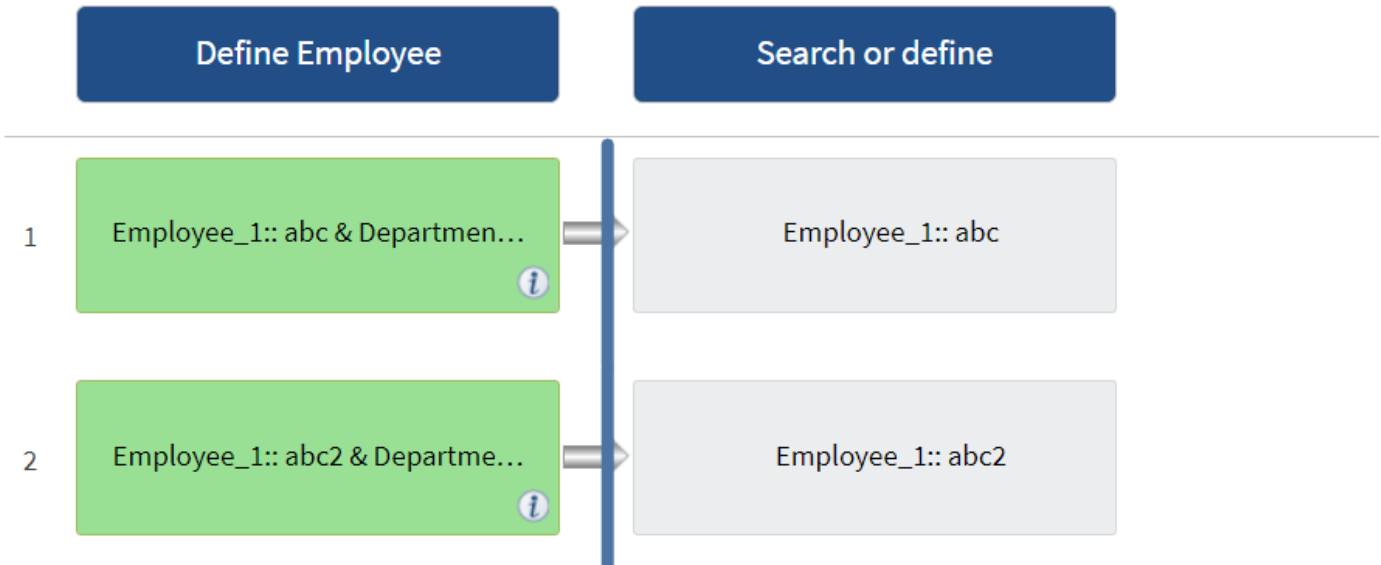 Define Employee
Search or define
1
Employee_1:: abc & Departmen...
Employee_1:: abc
i
2
Employee_1:: abc2 & Departme...
Employee_1:: abc2
i